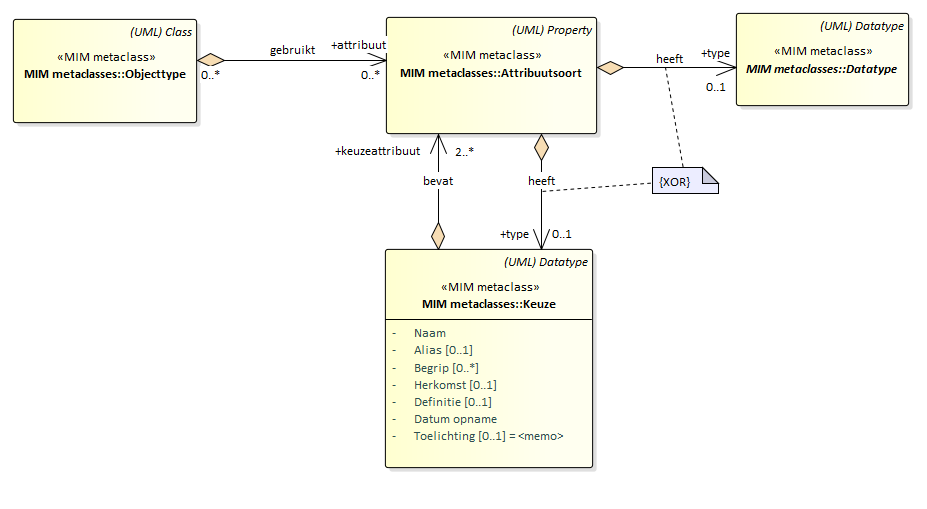 (UML) Class
«MIM metaclass»
MIM metaclasses::Objecttype
gebruikt
+attribuut
0..*
0..*
(UML) Property
«MIM metaclass»
MIM metaclasses::Attribuutsoort
heeft
+type
0..1
(UML) Datatype
«MIM metaclass»
MIM metaclasses::Datatype
+keuzeattribuut
2..*
bevat
heeft
{XOR}
+type
0..1
(UML) Datatype
«MIM metaclass»
MIM metaclasses::Keuze
- Naam
- Alias [0..1]
- Begrip [0..*]
- Herkomst [0..1]
- Definitie [0..1]
- Datum opname
- Toelichting [0..1] = <memo>